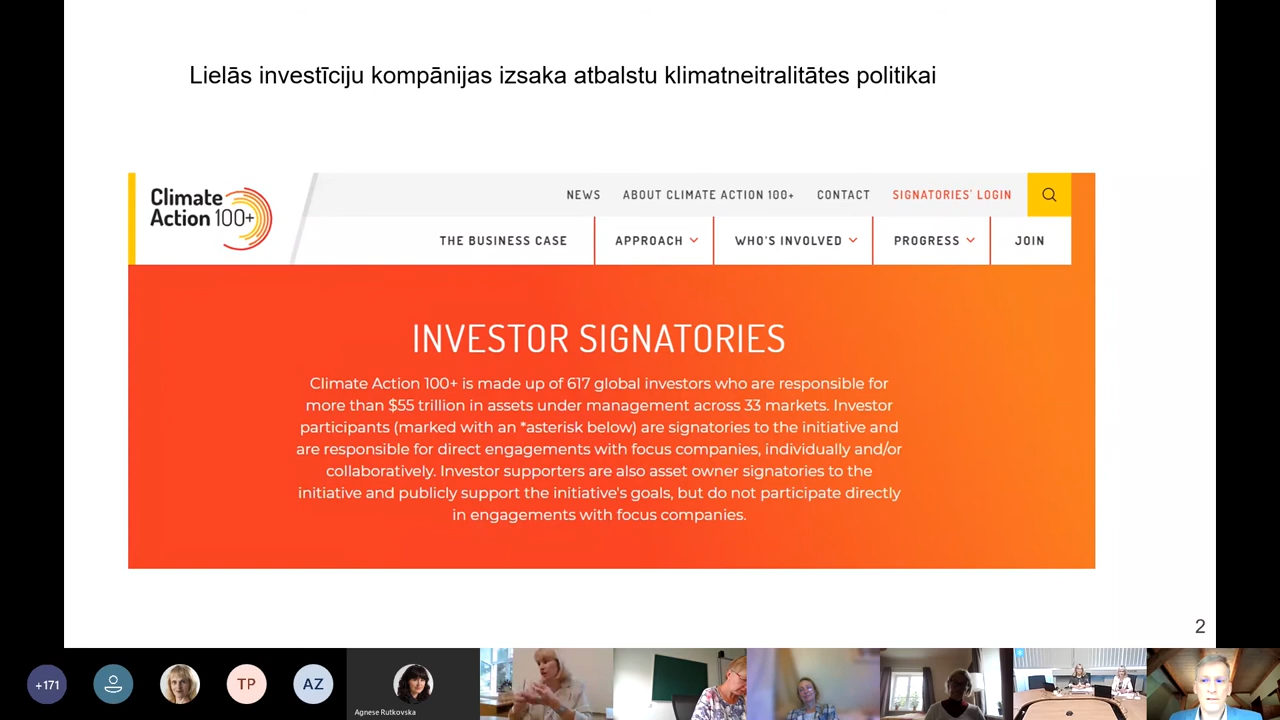 Lielās investīciju kompānijas izsaka atbalstu klimatneitralitātes politikai
Climate
Action 100+
NEWS
ABOUT CLIMATE ACTION 100+
CONTACT
SIGNATORIES' LOGIN
THE BUSINESS CASE
APPROACH
WHO'S INVOLVED
PROGRESS
JOIN
INVESTOR SIGNATORIES
Climate Action 100+ is made up of 617 global investors who are responsible for
more than $55 trillion in assets under management across 33 markets. Investor
participants (marked with an *asterisk below) are signatories to the initiative and
are responsible for direct engagements with focus companies, individually and/or
collaboratively. Investor supporters are also asset owner signatories to the
initiative and publicly support the initiative's goals, but do not participate directly
in engagements with focus companies.
2
+171
TP
AZ
Agnese Rutkovska